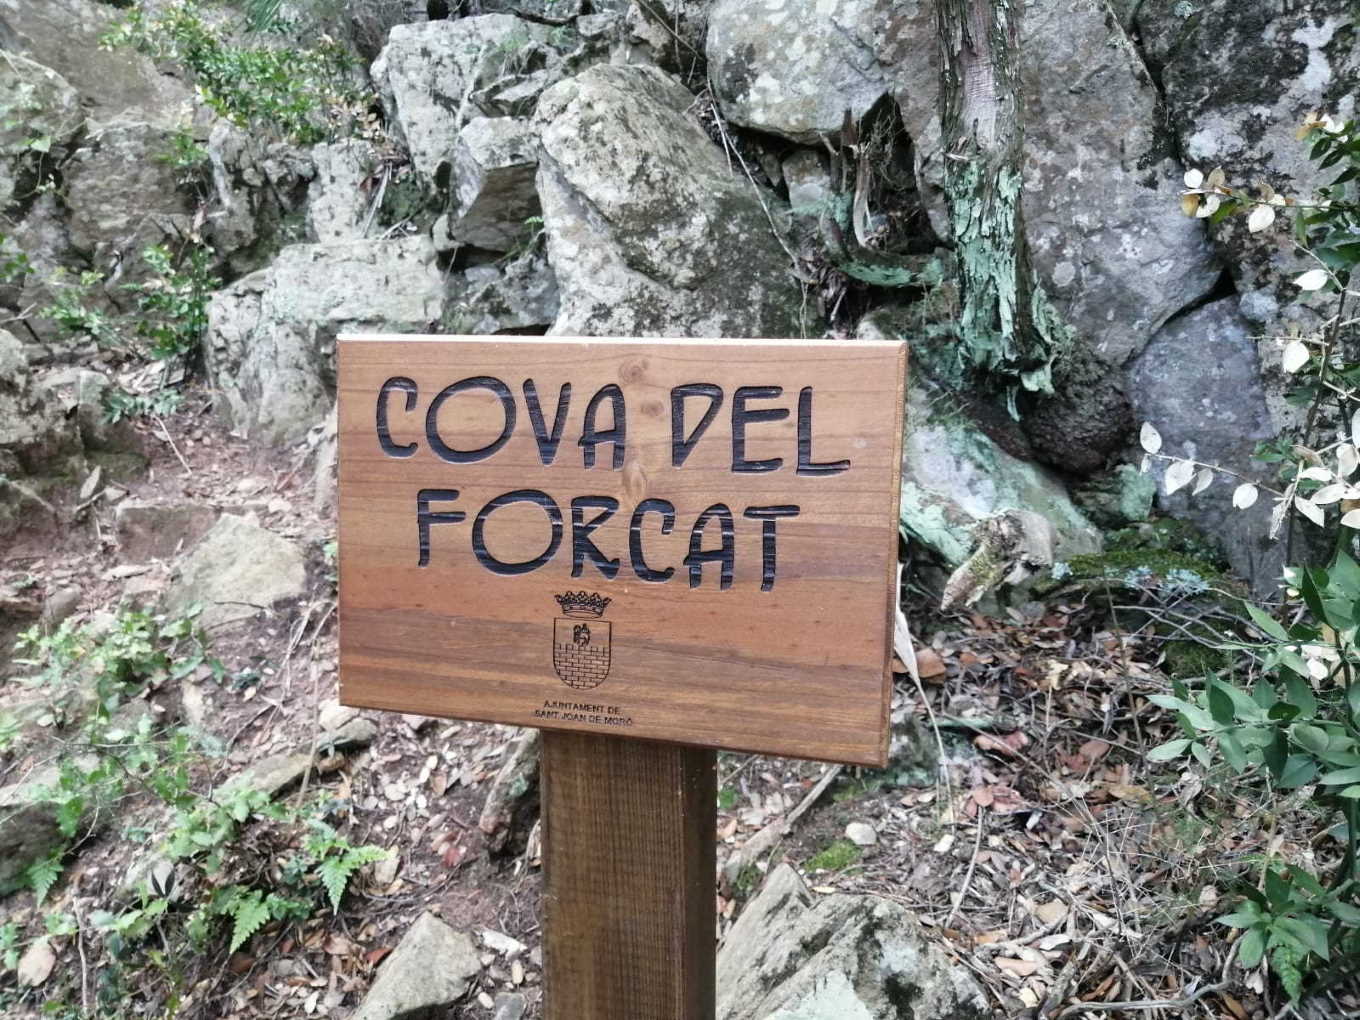 COVA DEL
FORCAT
AJUNTAMENT DE
SANT JOAN DE MORÓ